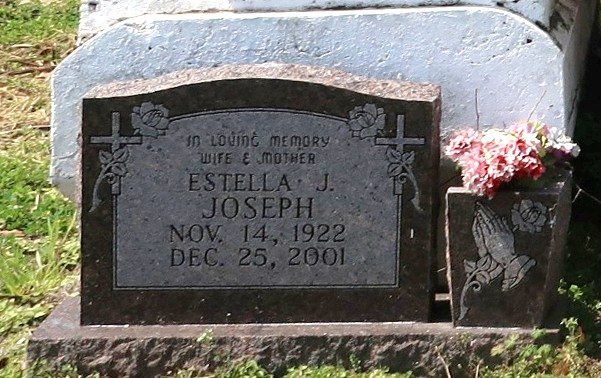 IN LOVING MEMORY
WIFE & MOTHER
ESTELLA J.
JOSEPH
NOV. 14, 1922
DEC. 25, 2001